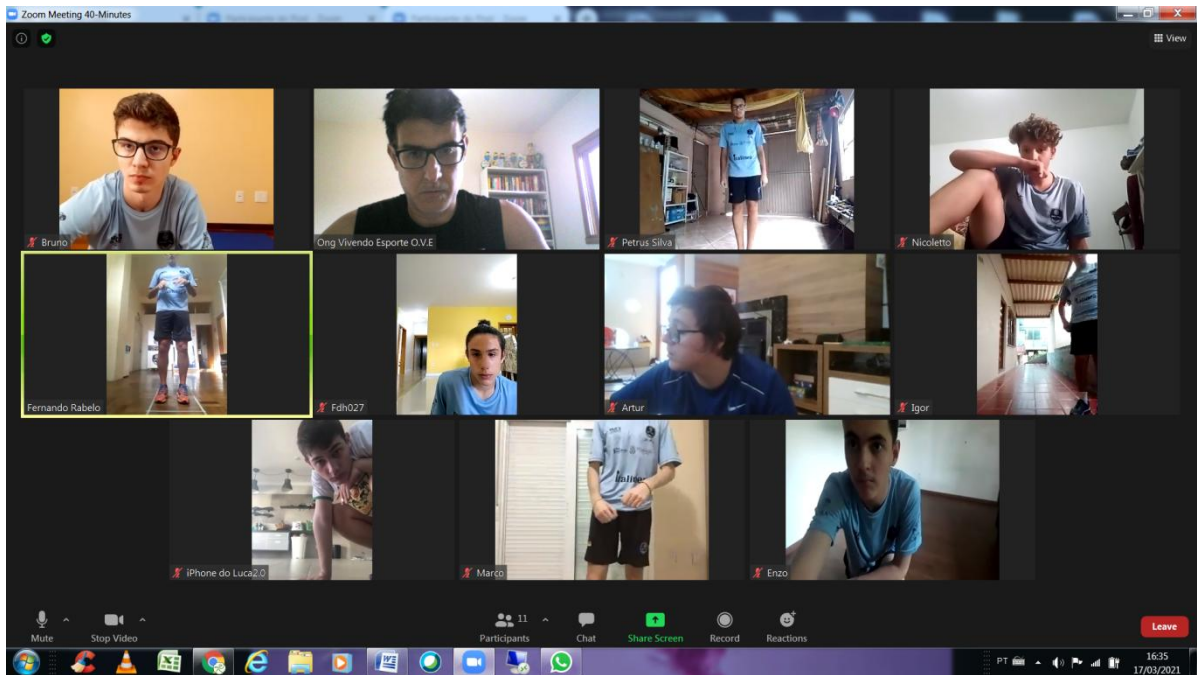 Zoom Meeting 40-Minutes
View
Bruno
Ong Vivendo Esporte O.V.E
Petrus Silva
Nicoletto
Fernando Rabelo
Fdh027
Artur
Igor
iPhone do Luca2.0
Marco
Enzo
Mute
Stop Video
11
Participants
Chat
Share Screen
Record
Reactions
Leave
PT
16:35
17/03/2021